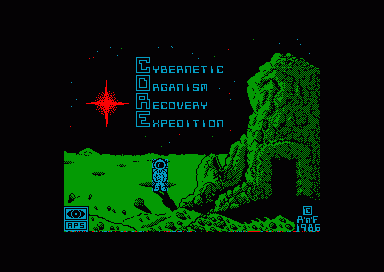 CYBERNETIC
ORGANISM
RECOVERY
EXPEDITION
©
A'n'F
1986